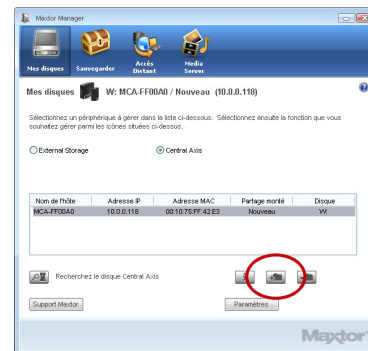 Maxtor Manager
Mes disques
Sauvegarder
Accès Distant
Media Server
Mes disques W: MCA-FF00A0 / Nouveau (10.0.0.118)
Sélectionnez un périphérique à gérer dans la liste ci-dessous. Sélectionnez ensuite la fonction que vous
souhaitez gérer parmi les icônes situées ci-dessus.
External Storage
Central Axis
Nom de l'hôte Adresse IP Adresse MAC Partage monté Disque
MCA-FF00A0 10.0.0.118 00:10:75:FF:42:E3 Nouveau W:
Recherchez le disque Central Axis
Support Maxtor
Paramètres
Maxtor